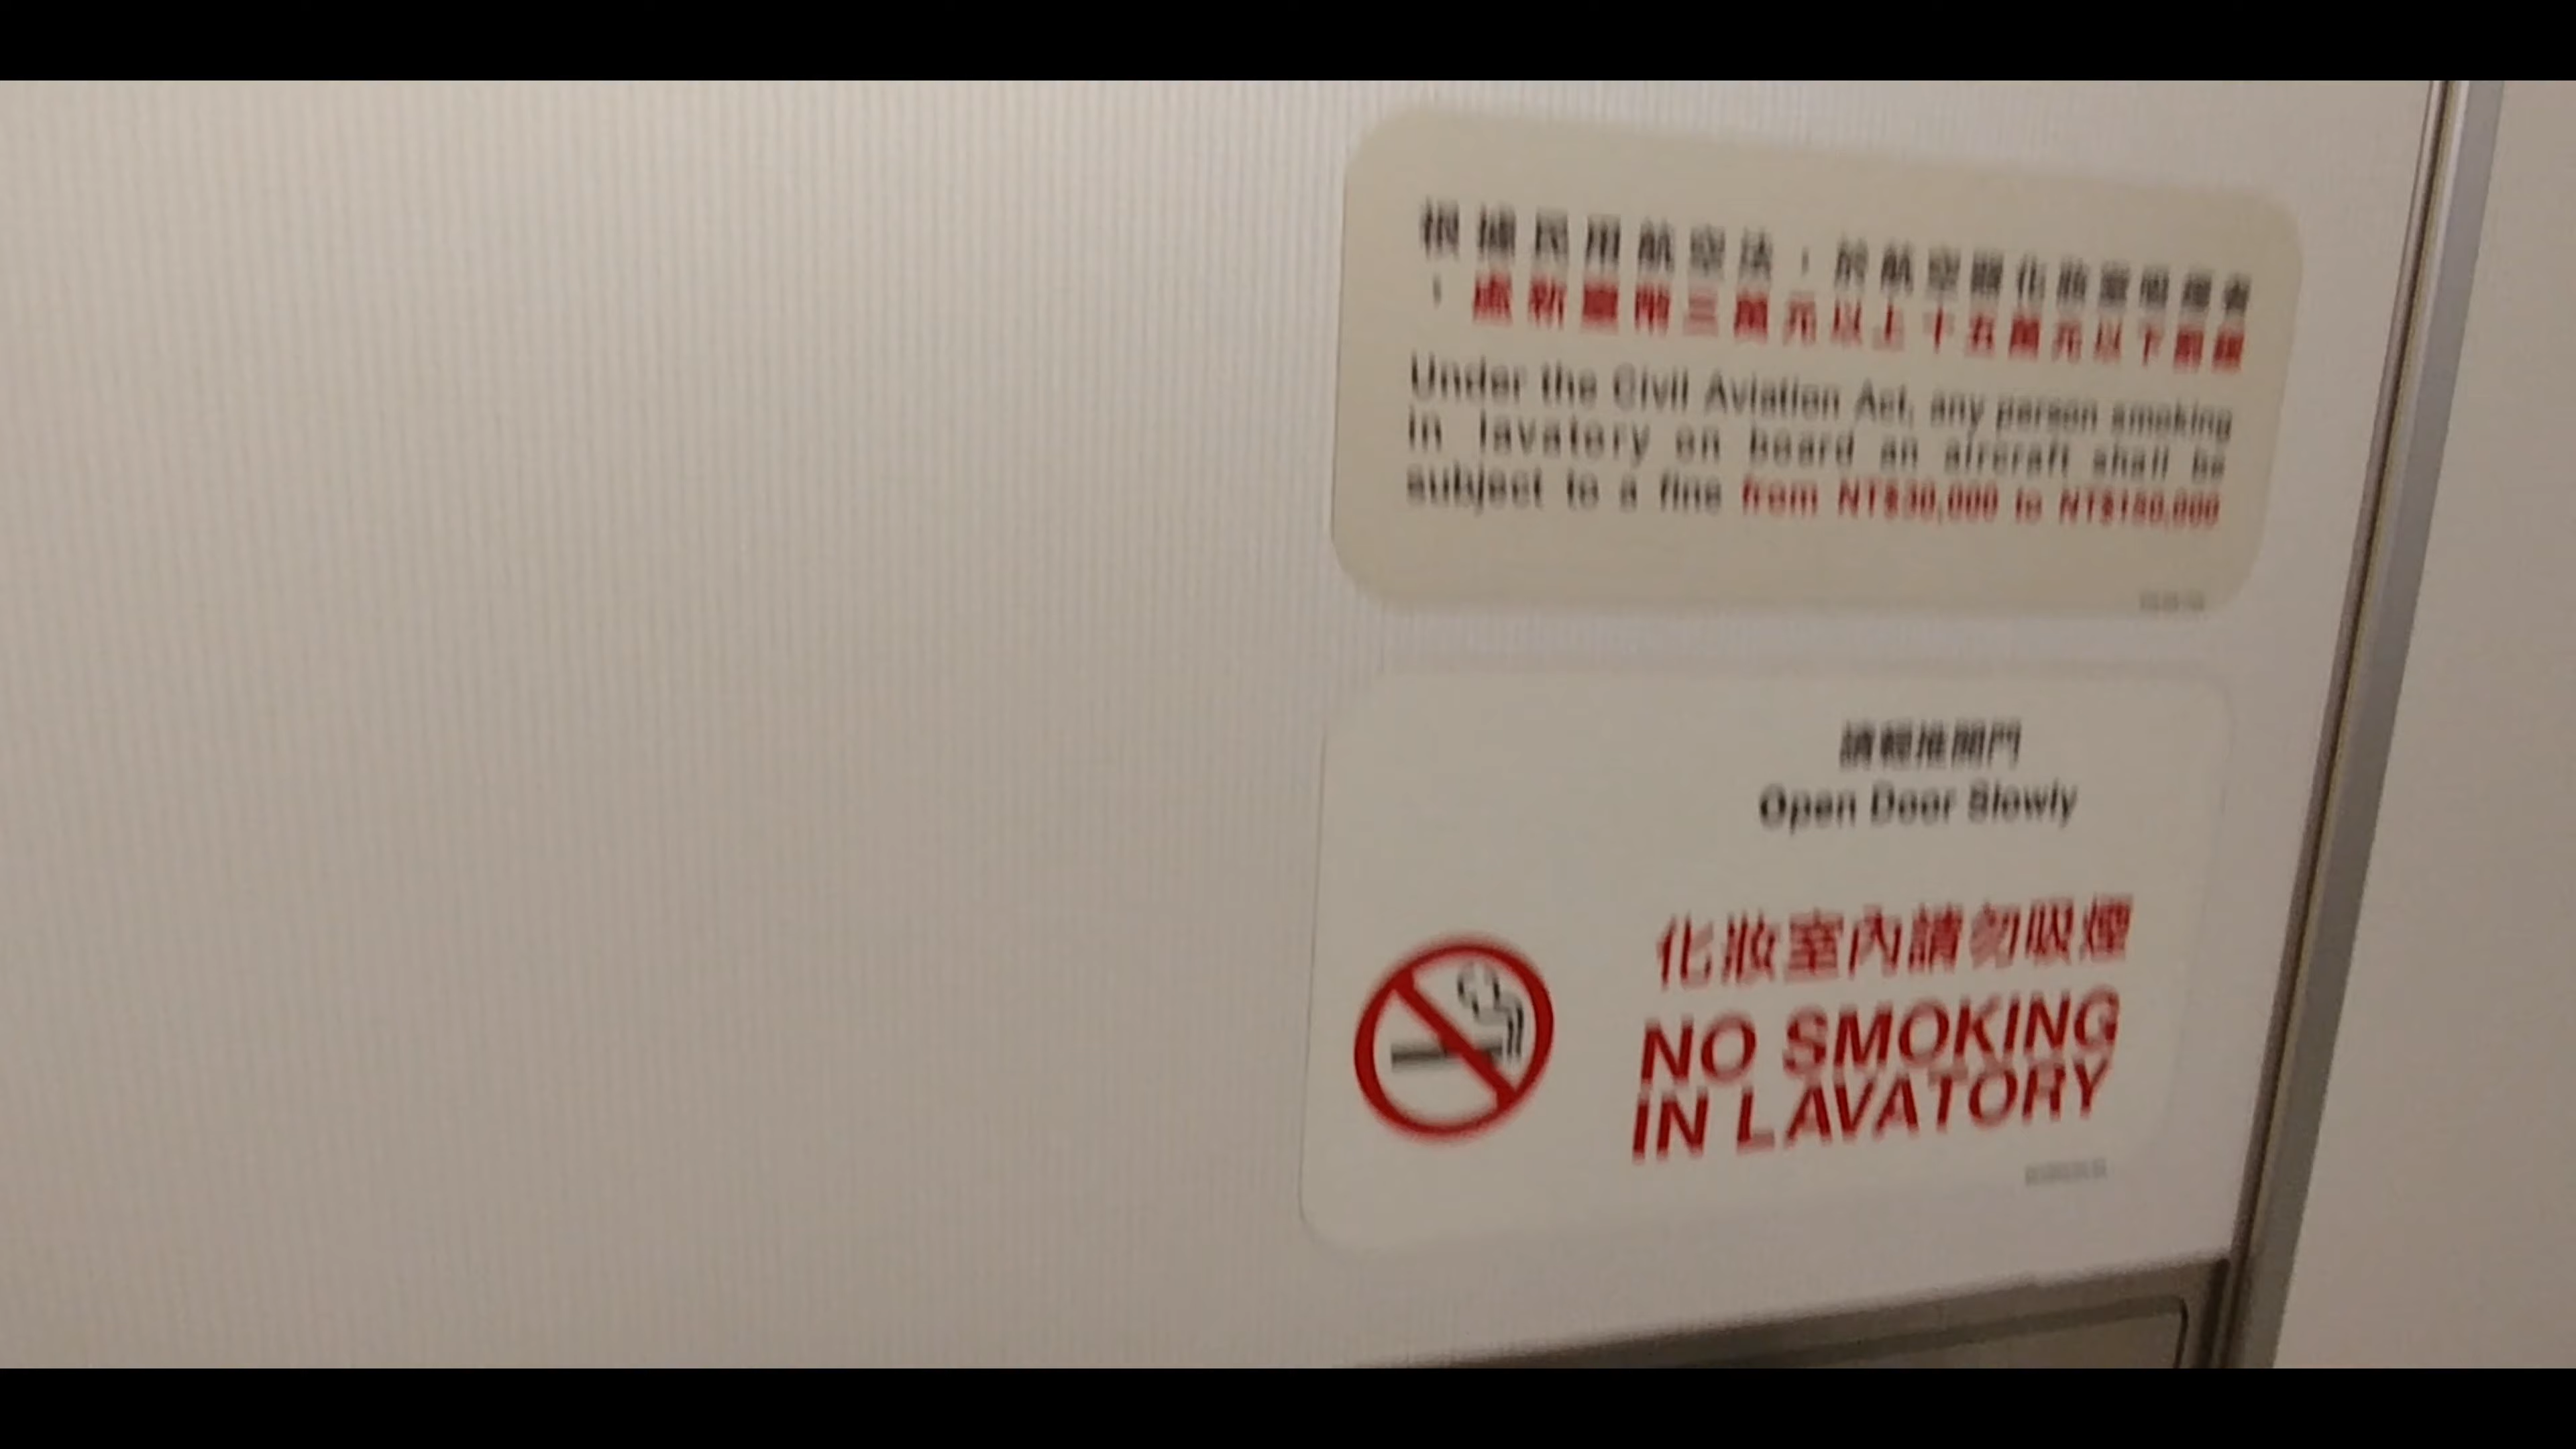 根據民用航空法，於航空器化妝室吸煙者
，處新臺幣三萬元以上十五萬元以下罰鍰
Under the Civil Aviation Act, any person smoking
in lavatory on board an aircraft shall be
subject to a fine from NT$30,000 to NT$150,000
請輕推開門
Open Door Slowly
化妝室內請勿吸煙
NO SMOKING
IN LAVATORY